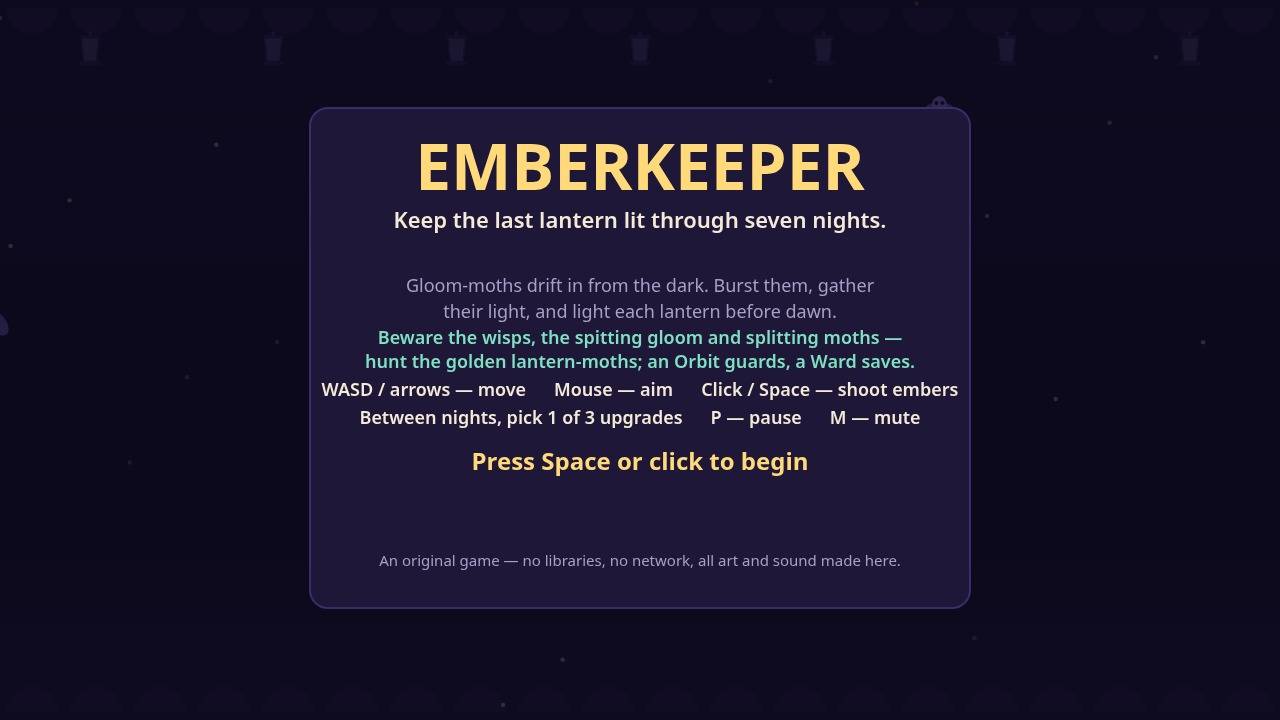 EMBERKEEPER
Keep the last lantern lit through seven nights.
Gloom-moths drift in from the dark. Burst them, gather
their light, and light each lantern before dawn.
Beware the wisps, the spitting gloom and splitting moths —
hunt the golden lantern-moths; an Orbit guards, a Ward saves.
WASD / arrows — move Mouse — aim Click / Space — shoot embers
Between nights, pick 1 of 3 upgrades P — pause M — mute
Press Space or click to begin
An original game — no libraries, no network, all art and sound made here.